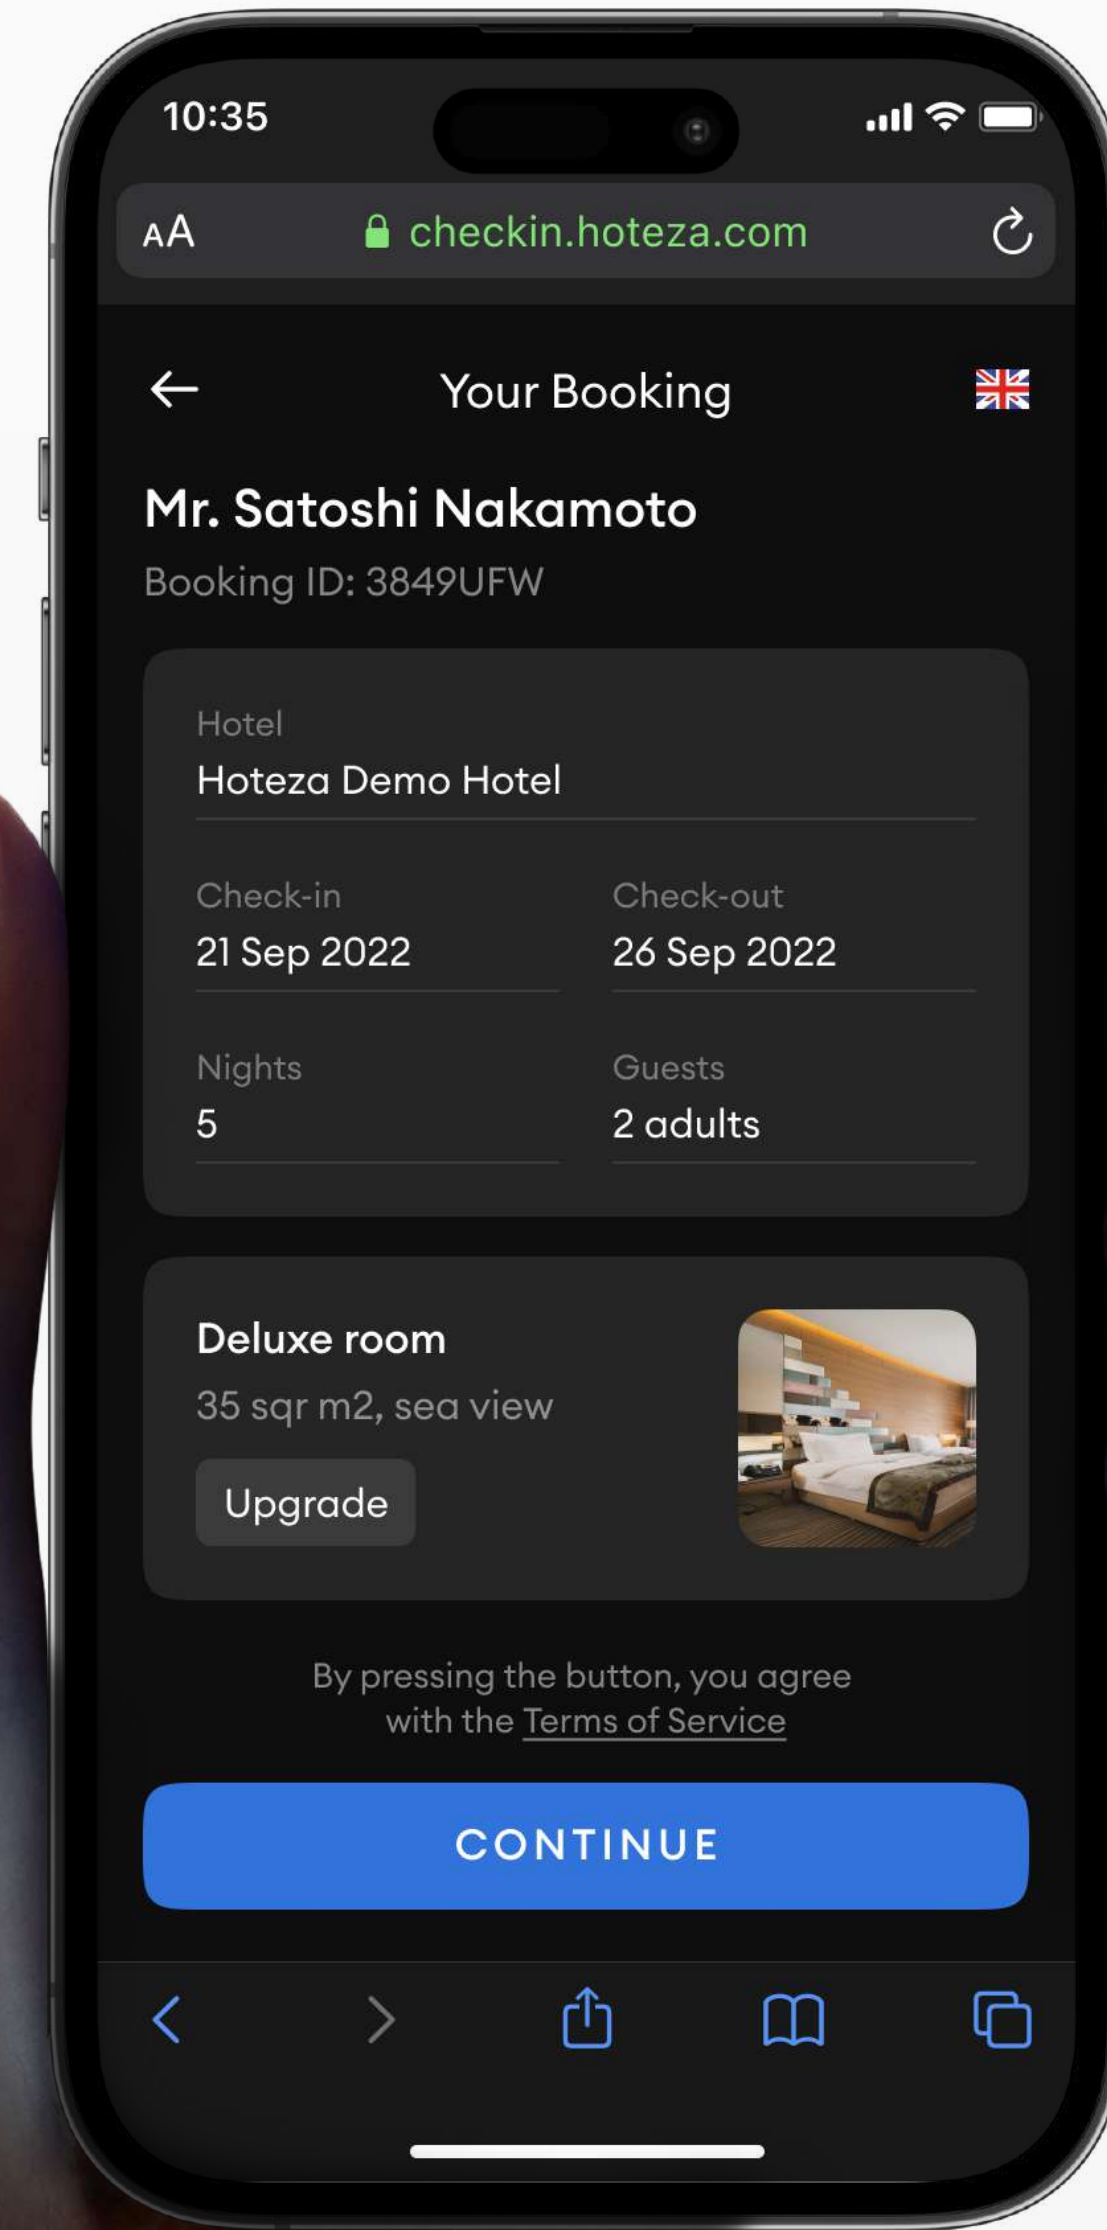 10:35
AA checkin.hoteza.com
Your Booking
Mr. Satoshi Nakamoto
Booking ID: 3849UFW
Hotel
Hoteza Demo Hotel
Check-in Check-out
21 Sep 2022 26 Sep 2022
Nights Guests
5 2 adults
Deluxe room
35 sqr m2, sea view
Upgrade
By pressing the button, you agree
with the Terms of Service
CONTINUE